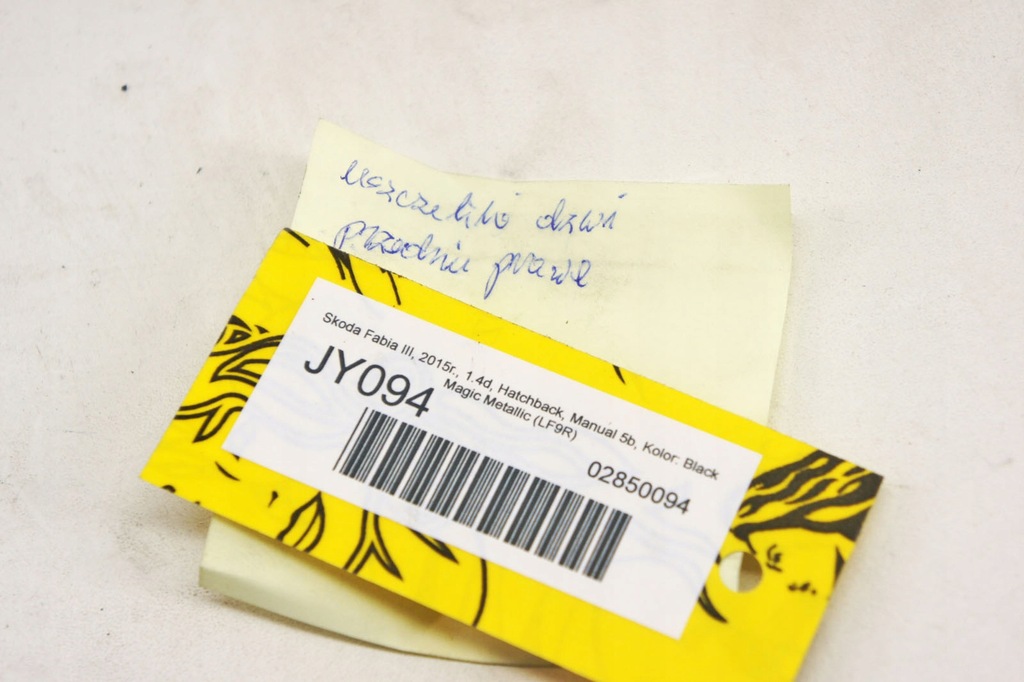 uszczelka drzwi
przednie prawe
Skoda Fabia III, 2015r., 1.4d, Hatchback, Manual 5b, Kolor: Black
Magic Metallic (LF9R)
JY094
02850094